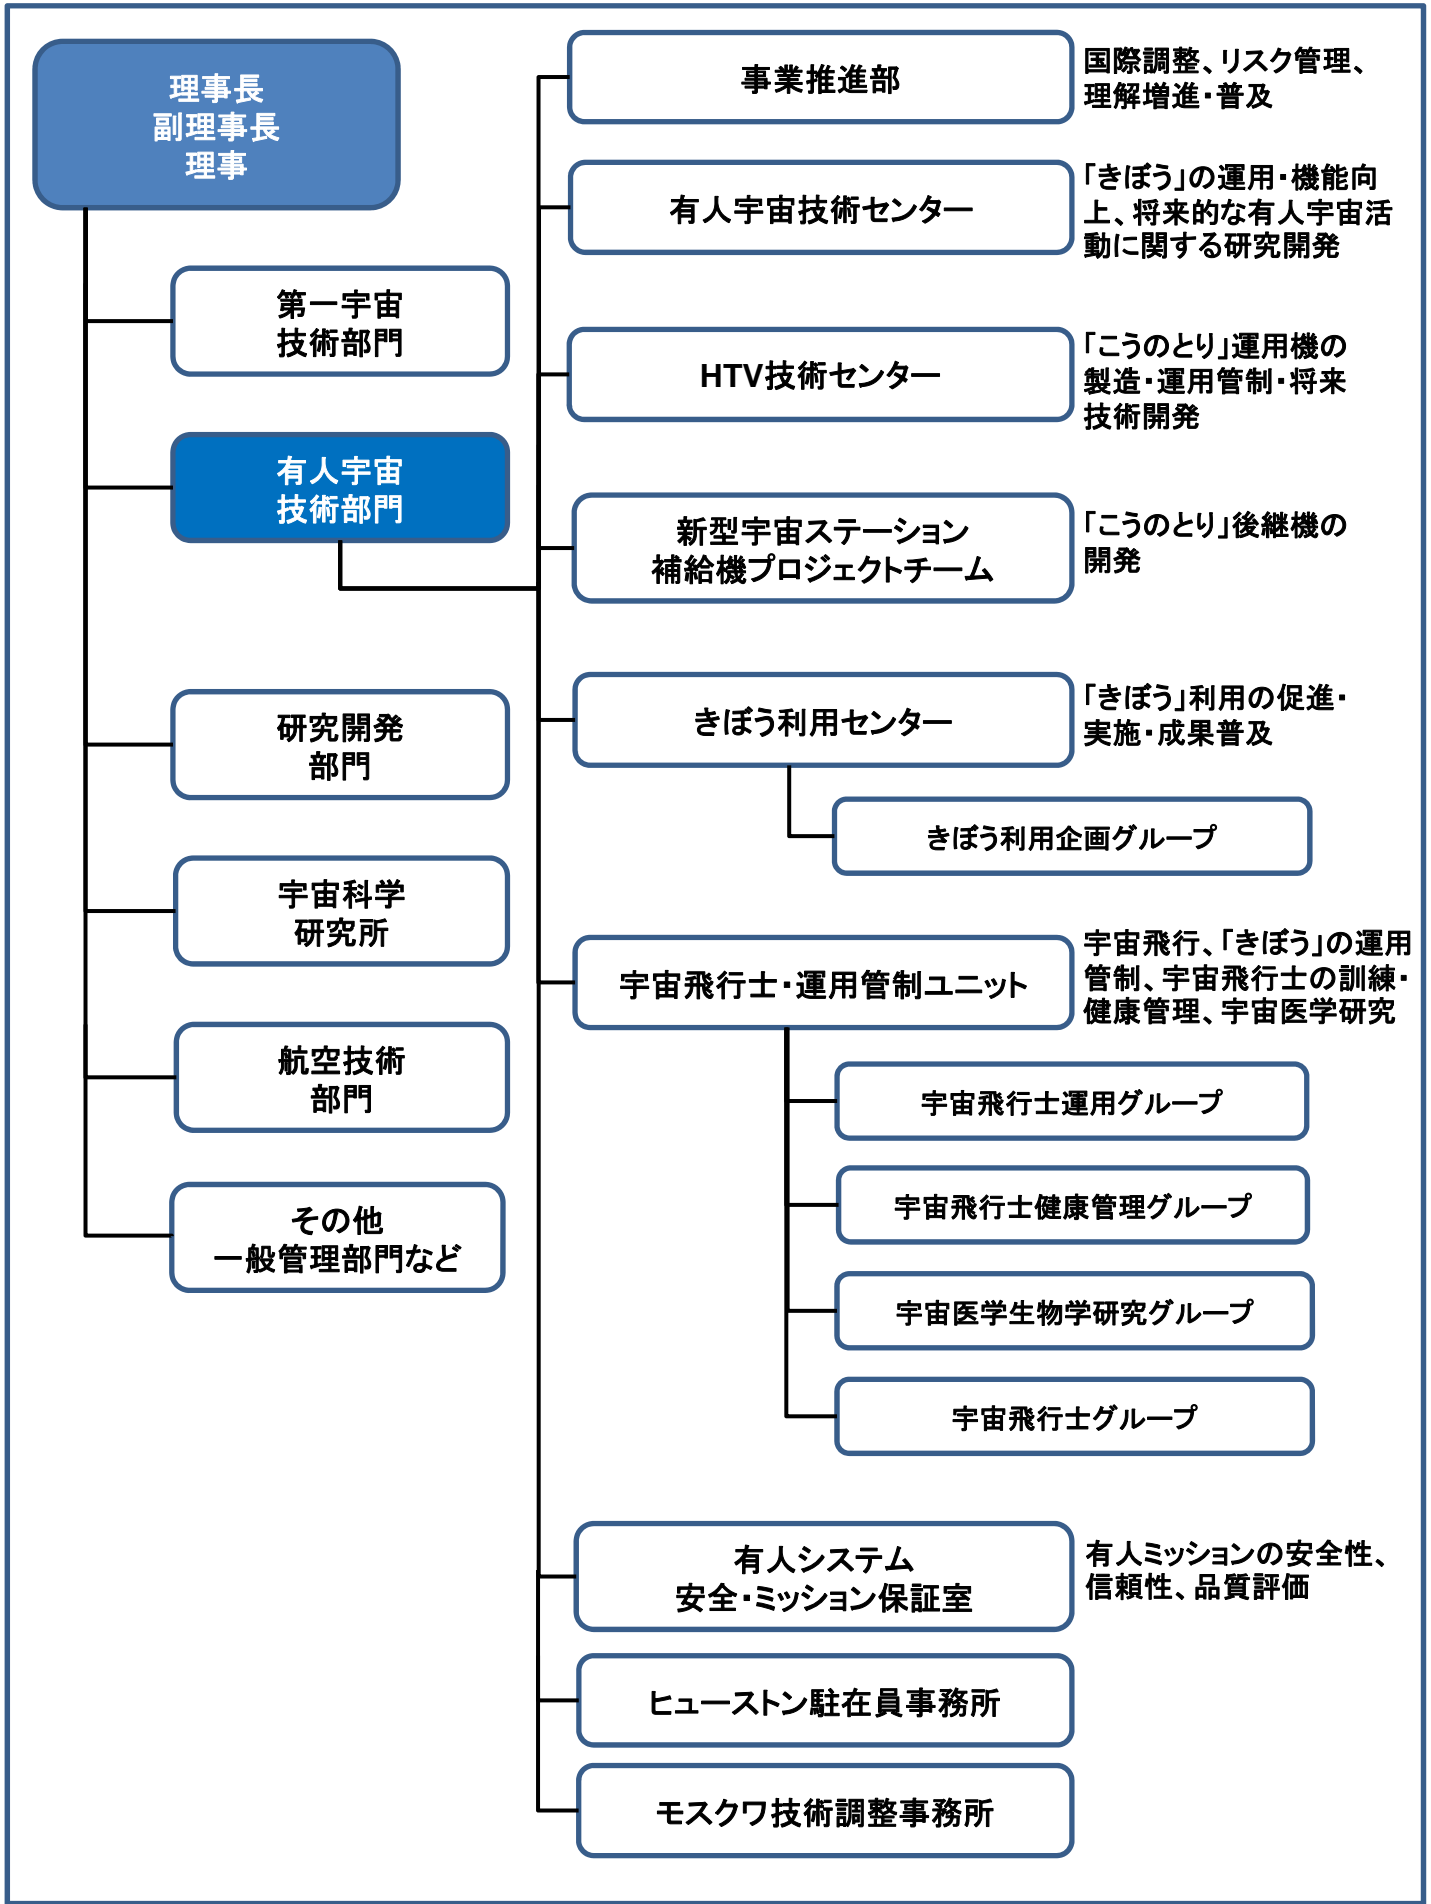 理事長
副理事長
理事
第一宇宙
技術部門
有人宇宙
技術部門
研究開発
部門
宇宙科学
研究所
航空技術
部門
その他
一般管理部門など
事業推進部
国際調整、リスク管理、
理解増進・普及
有人宇宙技術センター
「きぼう」の運用・機能向
上、将来的な有人宇宙活
動に関する研究開発
HTV技術センター
「こうのとり」運用機の
製造・運用管制・将来
技術開発
新型宇宙ステーション
補給機プロジェクトチーム
「こうのとり」後継機の
開発
きぼう利用センター
「きぼう」利用の促進・
実施・成果普及
きぼう利用企画グループ
宇宙飛行士・運用管制ユニット
宇宙飛行、「きぼう」の運用
管制、宇宙飛行士の訓練・
健康管理、宇宙医学研究
宇宙飛行士運用グループ
宇宙飛行士健康管理グループ
宇宙医学生物学研究グループ
宇宙飛行士グループ
有人システム
安全・ミッション保証室
有人ミッションの安全性、
信頼性、品質評価
ヒューストン駐在員事務所
モスクワ技術調整事務所